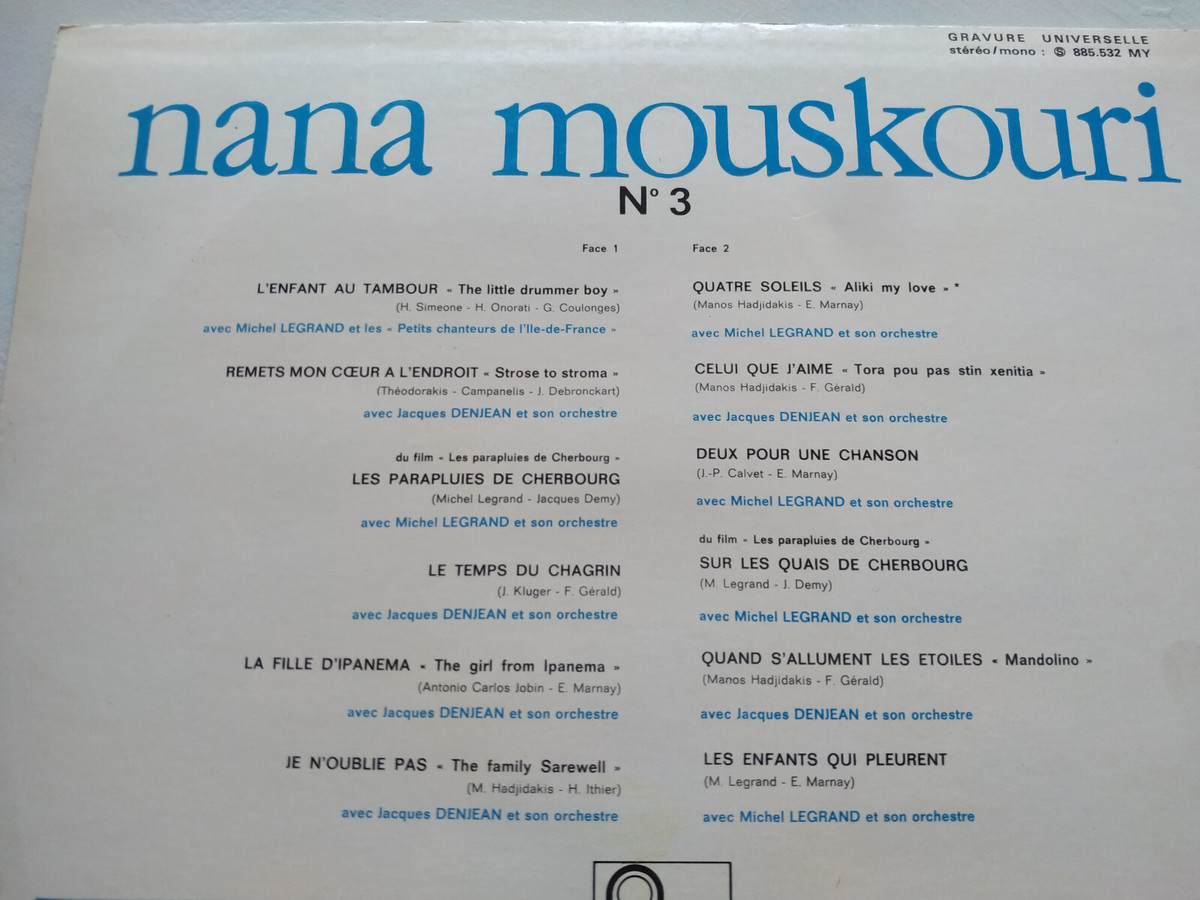 GRAVURE UNIVERSELLE
stéréo/mono : Ⓢ 885.532 MY
nana mouskouri
N° 3
Face 1
L'ENFANT AU TAMBOUR « The little drummer boy »
(H. Simeone - H. Onorati - G. Coulonges)
avec Michel LEGRAND et les « Petits chanteurs de l'Ile-de-France »
REMETS MON CŒUR A L'ENDROIT « Strose to stroma »
(Théodorakis - Campanelis - J. Debronckart)
avec Jacques DENJEAN et son orchestre
du film « Les parapluies de Cherbourg »
LES PARAPLUIES DE CHERBOURG
(Michel Legrand - Jacques Demy)
avec Michel LEGRAND et son orchestre
LE TEMPS DU CHAGRIN
(J. Kluger - F. Gérald)
avec Jacques DENJEAN et son orchestre
LA FILLE D'IPANEMA « The girl from Ipanema »
(Antonio Carlos Jobin - E. Marnay)
avec Jacques DENJEAN et son orchestre
JE N'OUBLIE PAS « The family Sarewell »
(M. Hadjidakis - H. Ithier)
avec Jacques DENJEAN et son orchestre
Face 2
QUATRE SOLEILS « Aliki my love » *
(Manos Hadjidakis - E. Marnay)
avec Michel LEGRAND et son orchestre
CELUI QUE J'AIME « Tora pou pas stin xenitia »
(Manos Hadjidakis - F. Gérald)
avec Jacques DENJEAN et son orchestre
DEUX POUR UNE CHANSON
(J.-P. Calvet - E. Marnay)
avec Michel LEGRAND et son orchestre
du film « Les parapluies de Cherbourg »
SUR LES QUAIS DE CHERBOURG
(M. Legrand - J. Demy)
avec Michel LEGRAND et son orchestre
QUAND S'ALLUMENT LES ETOILES « Mandolino »
(Manos Hadjidakis - F. Gérald)
avec Jacques DENJEAN et son orchestre
LES ENFANTS QUI PLEURENT
(M. Legrand - E. Marnay)
avec Michel LEGRAND et son orchestre